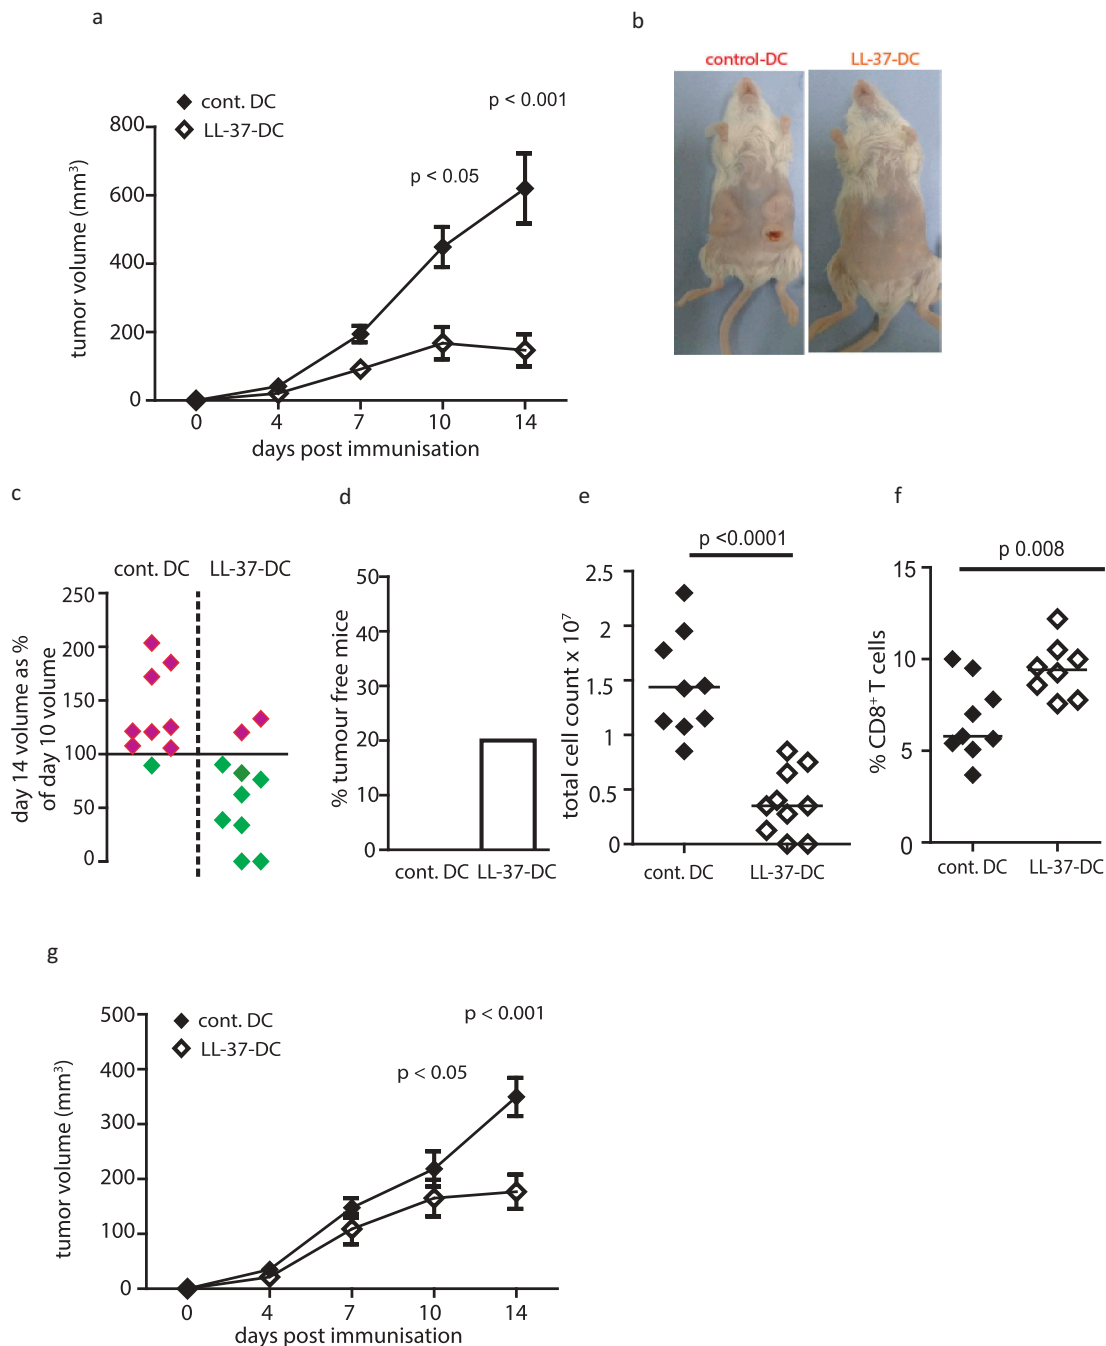 a
cont. DC
LL-37-DC
p < 0.001
p < 0.05
800
600
400
200
0
tumor volume (mm³)
0 4 7 10 14
days post immunisation
b
control-DC LL-37-DC
c
cont. DC LL-37-DC
250
200
150
100
50
0
day 14 volume as %
of day 10 volume
d
50
40
30
20
10
0
% tumour free mice
cont. DC LL-37-DC
e
p <0.0001
2.5
2
1.5
1
0.5
0
total cell count x 10⁷
cont. DC LL-37-DC
f
p 0.008
15
10
5
0
% CD8⁺ T cells
cont. DC LL-37-DC
g
cont. DC
LL-37-DC
p < 0.001
p < 0.05
500
400
300
200
100
0
tumor volume (mm³)
0 4 7 10 14
days post immunisation